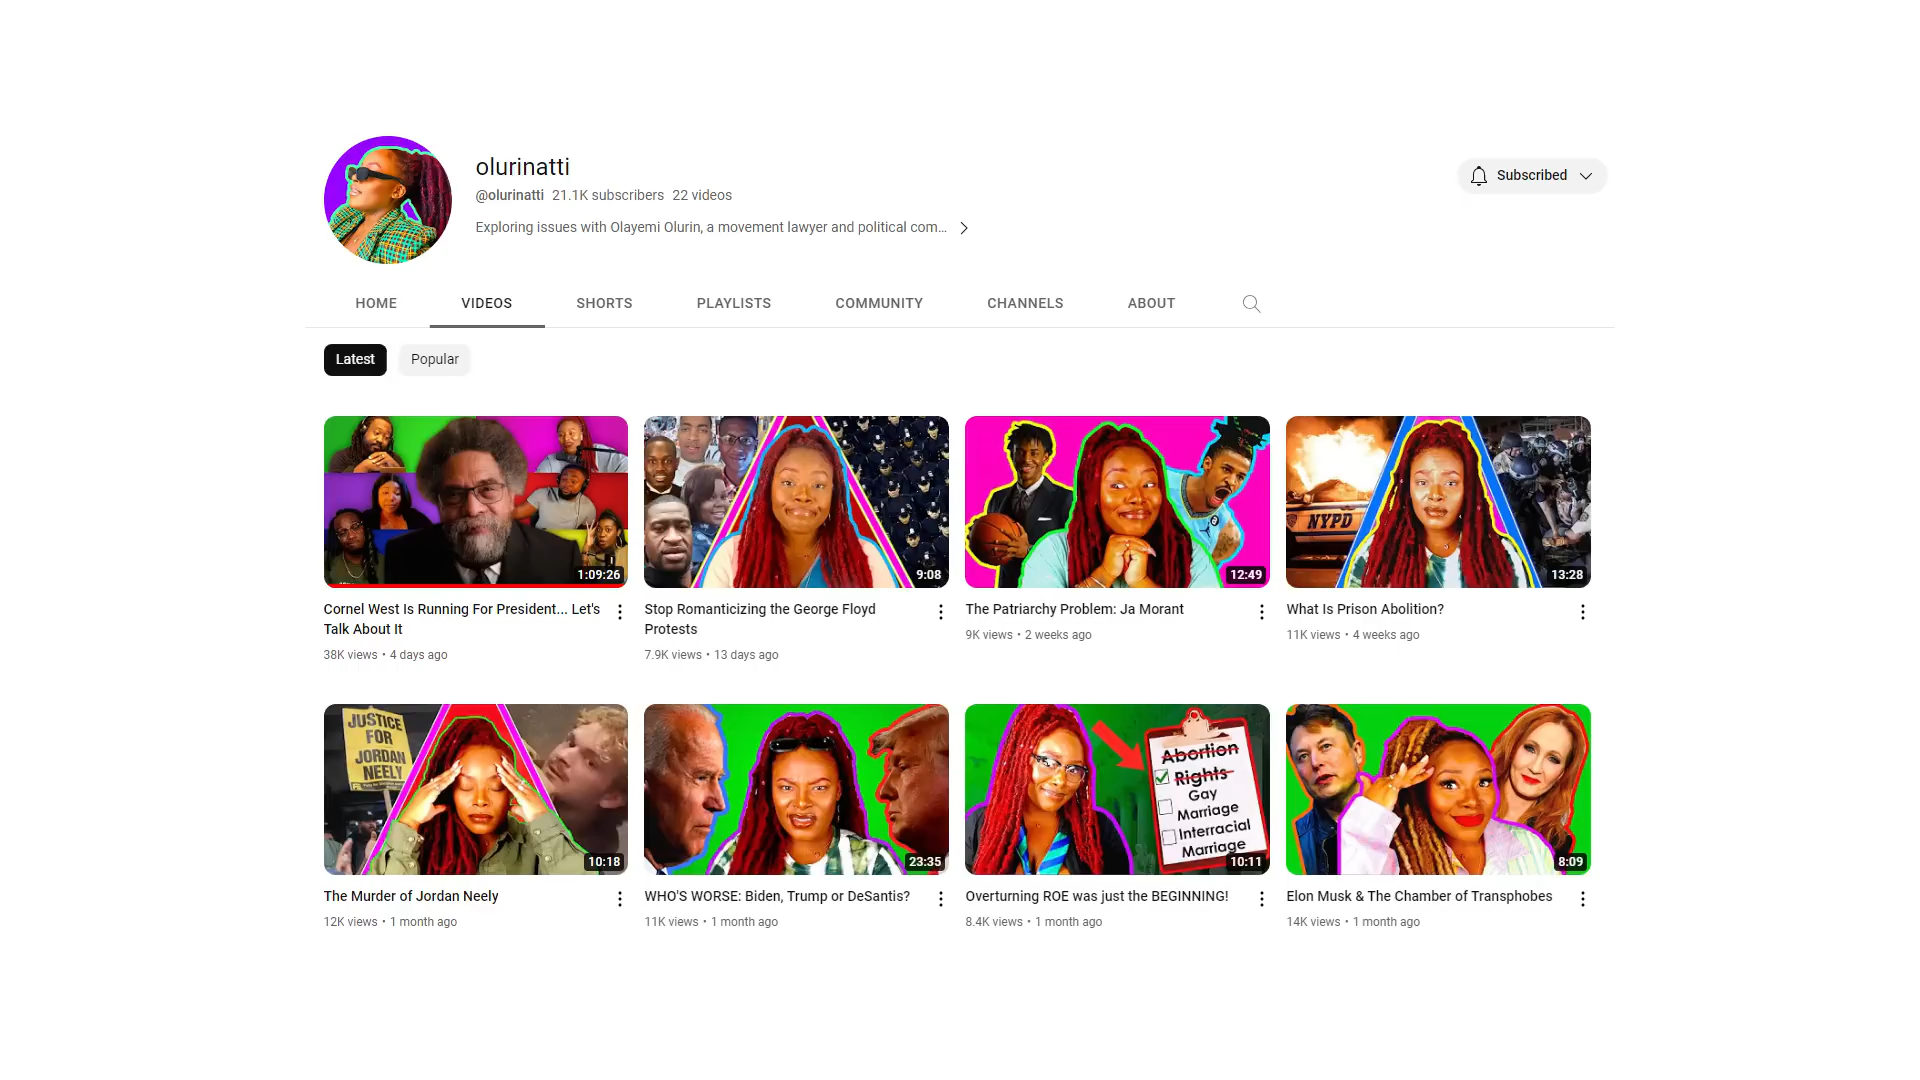 olurinatti
@olurinatti 21.1K subscribers 22 videos
Exploring issues with Olayemi Olurin, a movement lawyer and political com...
Subscribed
HOME VIDEOS SHORTS PLAYLISTS COMMUNITY CHANNELS ABOUT
Latest Popular
1:09:26
Cornel West Is Running For President... Let's
Talk About It
38K views • 4 days ago
9:08
Stop Romanticizing the George Floyd
Protests
7.9K views • 13 days ago
12:49
The Patriarchy Problem: Ja Morant
9K views • 2 weeks ago
NYPD
13:28
What Is Prison Abolition?
11K views • 4 weeks ago
JUSTICE
FOR
JORDAN
NEELY
10:18
The Murder of Jordan Neely
12K views • 1 month ago
23:35
WHO'S WORSE: Biden, Trump or DeSantis?
11K views • 1 month ago
Abortion
Rights
Gay
Marriage
Interracial
Marriage
10:11
Overturning ROE was just the BEGINNING!
8.4K views • 1 month ago
8:09
Elon Musk & The Chamber of Transphobes
14K views • 1 month ago